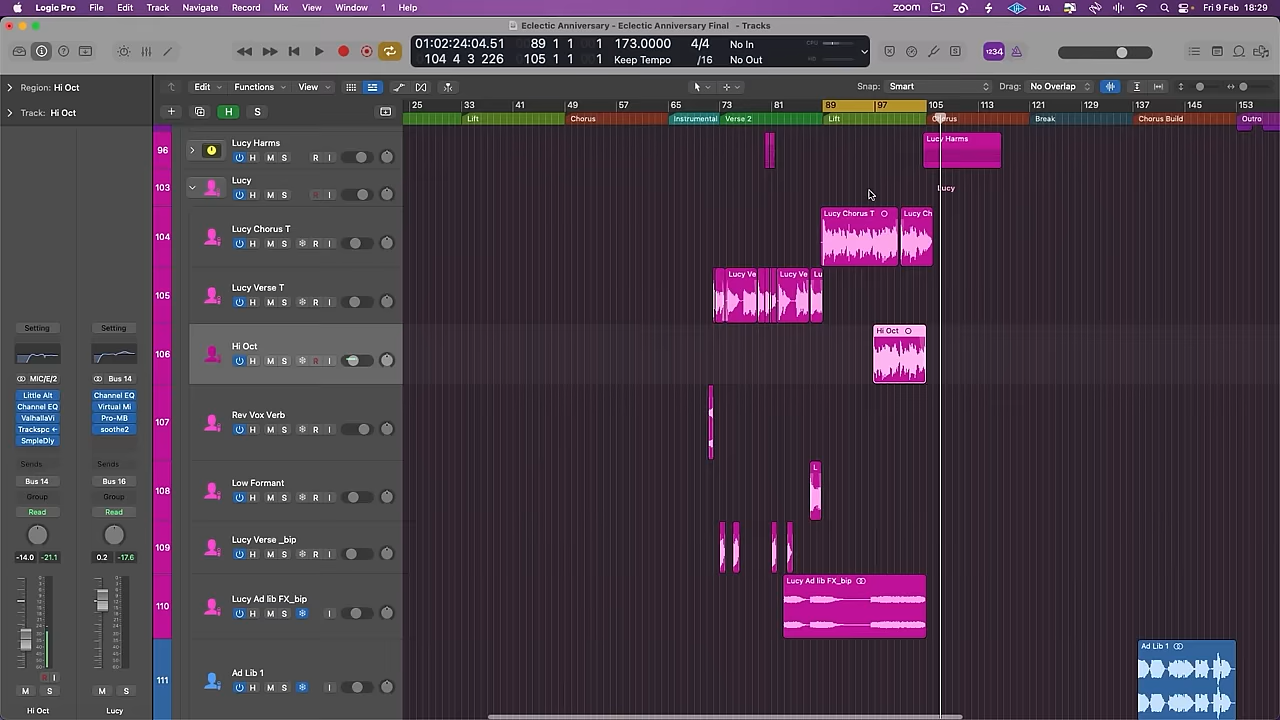 Logic Pro File Edit Track Navigate Record Mix View Window 1 Help zoom UA Fri 9 Feb 18:29
Eclectic Anniversary - Eclectic Anniversary Final - Tracks
01:02:24:04.51 89 1 1 1 173.0000 4/4 No In CPU
104 4 3 226 105 1 1 1 Keep Tempo /16 No Out HD
1234
Region: Hi Oct
Track: Hi Oct
Edit Functions View Snap: Smart Drag: No Overlap
H S
25 33 41 49 57 65 73 81 89 97 105 113 121 129 137 145 153
Lift Chorus Instrumental Verse 2 Lift Chorus Break Chorus Build Outro
96 Lucy Harms
M S R I
Lucy Harms
103 Lucy
H M S R I
Lucy
104 Lucy Chorus T
H M S R I
Lucy Chorus T Lucy Ch
105 Lucy Verse T
H M S R I
Lucy Ve Lucy Ve Lu
106 Hi Oct
H M S R I
Hi Oct
107 Rev Vox Verb
H M S R I
108 Low Formant
H M S R I
L
109 Lucy Verse _bip
H M S R I
110 Lucy Ad lib FX_bip
H M S I
Lucy Ad lib FX_bip
111 Ad Lib 1
H M S I
Ad Lib 1
Setting Setting
MIC/E/2 Bus 14
Little Alt Channel EQ
Channel EQ Virtual Mi
ValhallaVi Pro-MB
Trackspc soothe2
SmpleDly
Sends Sends
Bus 14 Bus 16
Group Group
Read Read
-14.0 -21.1 0.2 -17.6
M S M S
Hi Oct Lucy